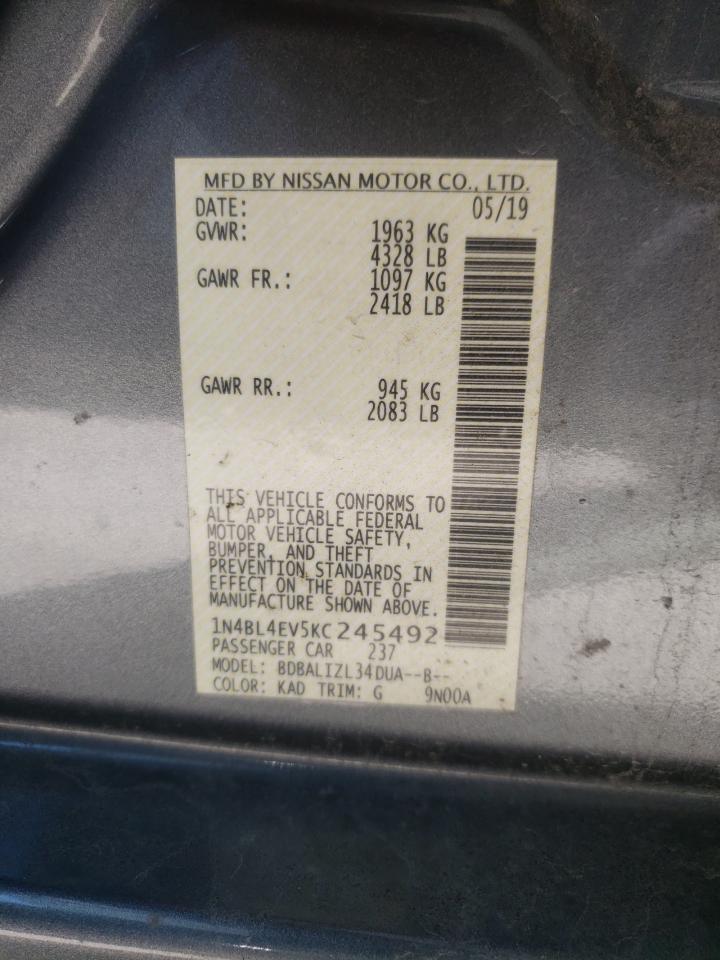 MFD BY NISSAN MOTOR CO., LTD.
DATE: 05/19
GVWR: 1963 KG
4328 LB
GAWR FR.: 1097 KG
2418 LB
GAWR RR.: 945 KG
2083 LB
THIS VEHICLE CONFORMS TO
ALL APPLICABLE FEDERAL
MOTOR VEHICLE SAFETY,
BUMPER, AND THEFT
PREVENTION STANDARDS IN
EFFECT ON THE DATE OF
MANUFACTURE SHOWN ABOVE.
1N4BL4EV5KC245492
PASSENGER CAR 237
MODEL: BDBALIZL34DUA--B--
COLOR: KAD TRIM: G 9N00A